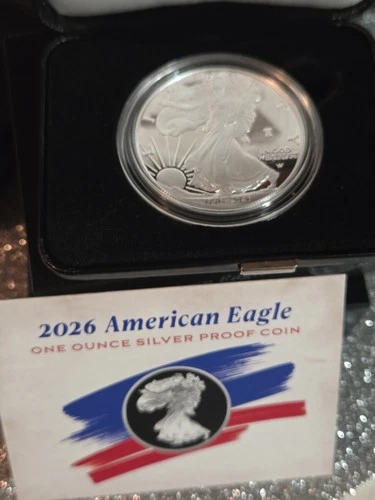 2026 American Eagle
ONE OUNCE SILVER PROOF COIN